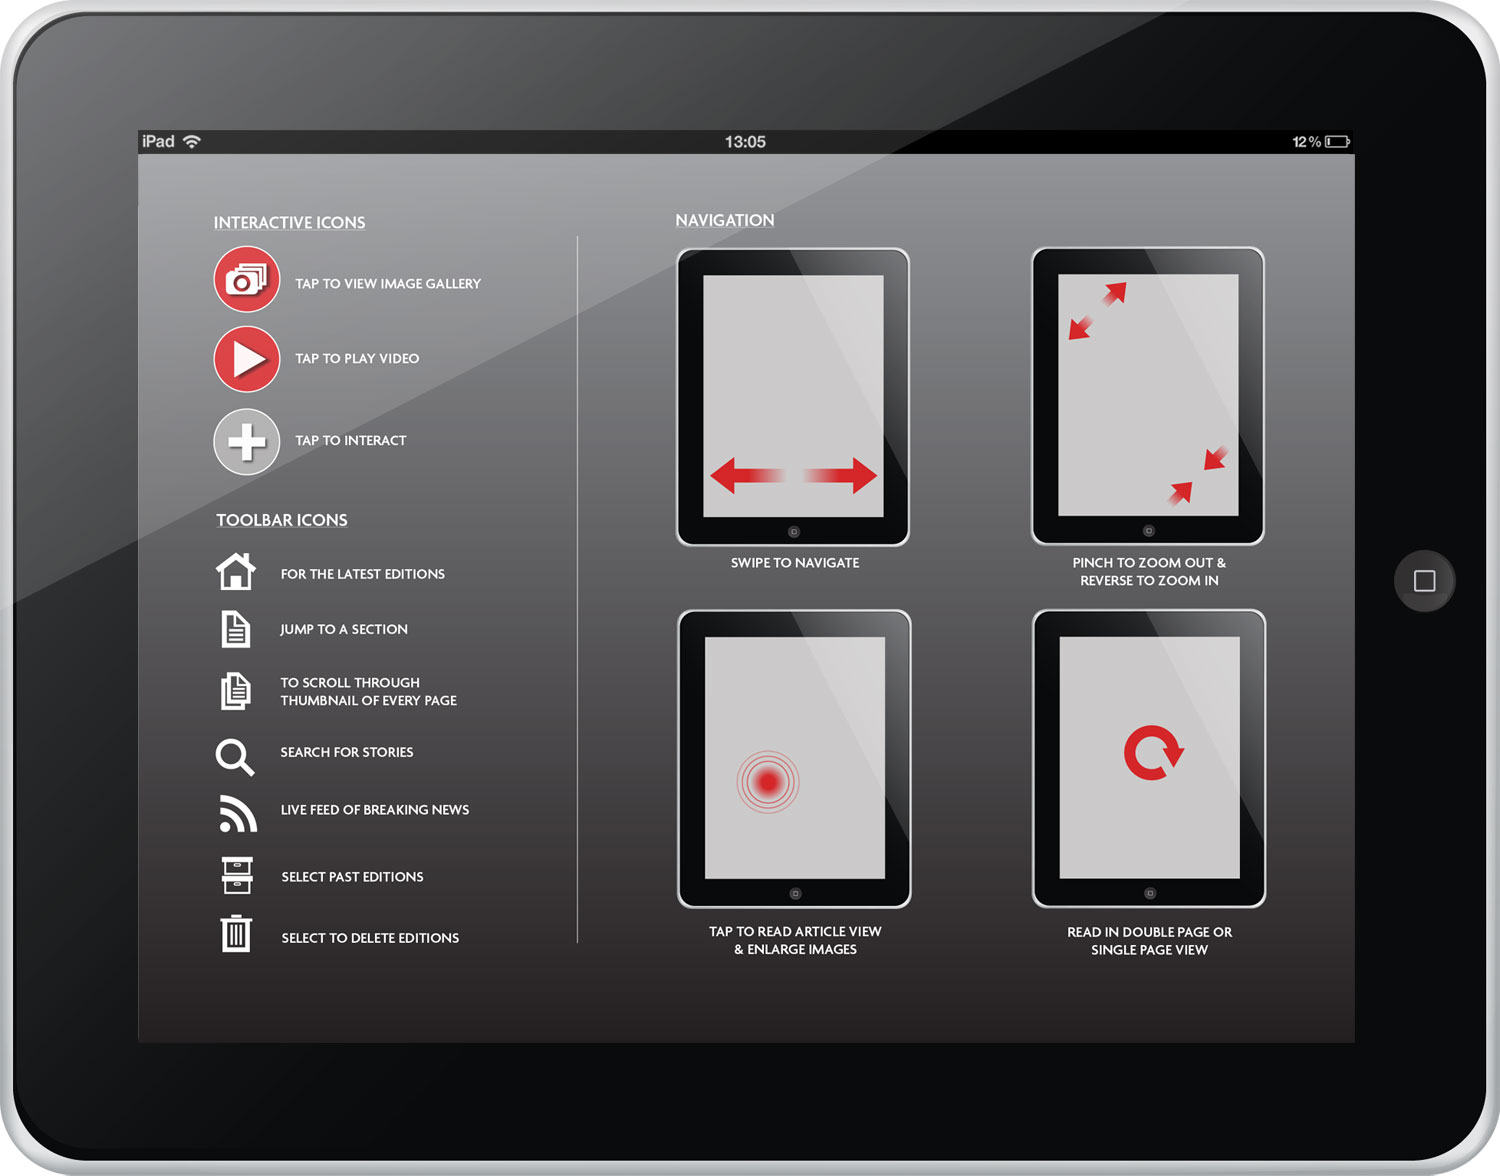 iPad 13:05 12%
INTERACTIVE ICONS
TAP TO VIEW IMAGE GALLERY
TAP TO PLAY VIDEO
TAP TO INTERACT
TOOLBAR ICONS
FOR THE LATEST EDITIONS
JUMP TO A SECTION
TO SCROLL THROUGH
THUMBNAIL OF EVERY PAGE
SEARCH FOR STORIES
LIVE FEED OF BREAKING NEWS
SELECT PAST EDITIONS
SELECT TO DELETE EDITIONS
NAVIGATION
SWIPE TO NAVIGATE
PINCH TO ZOOM OUT &
REVERSE TO ZOOM IN
TAP TO READ ARTICLE VIEW
& ENLARGE IMAGES
READ IN DOUBLE PAGE OR
SINGLE PAGE VIEW